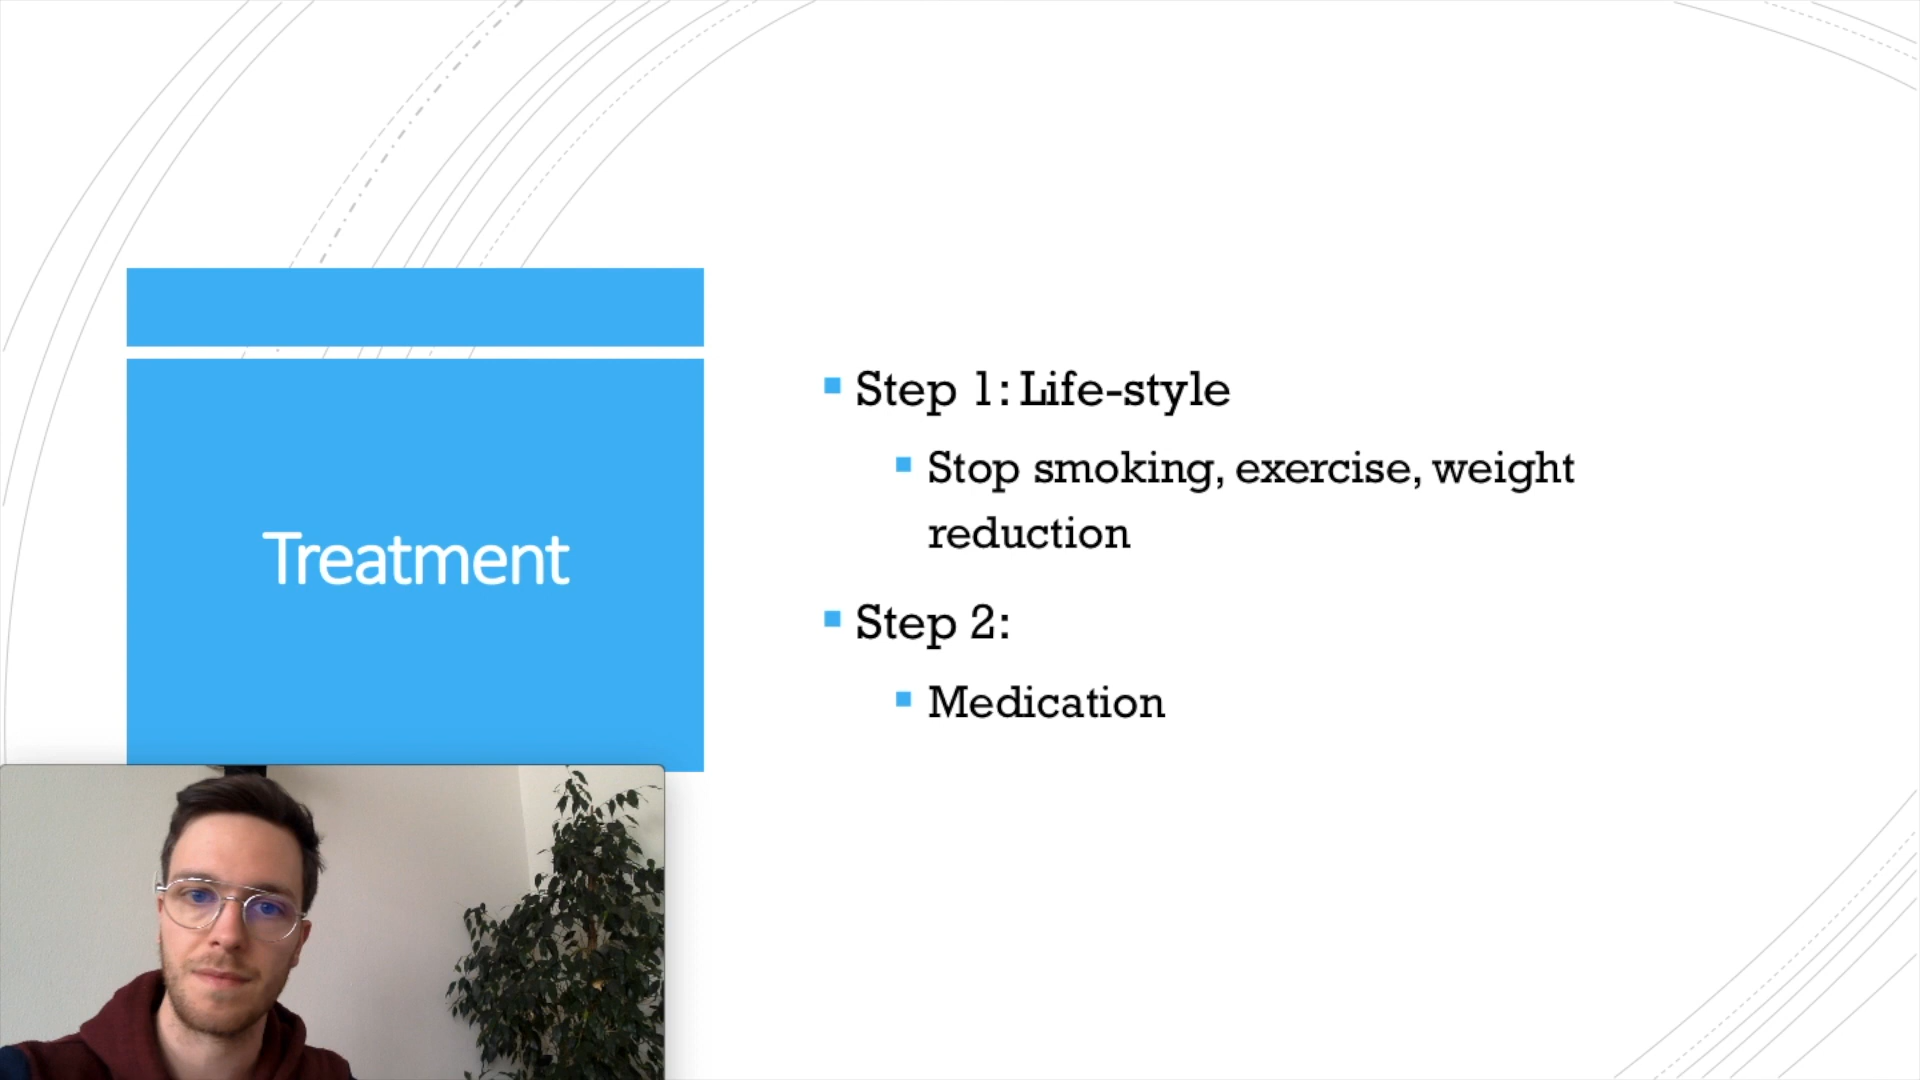 Treatment
Step 1: Life-style
Stop smoking, exercise, weight
reduction
Step 2:
Medication